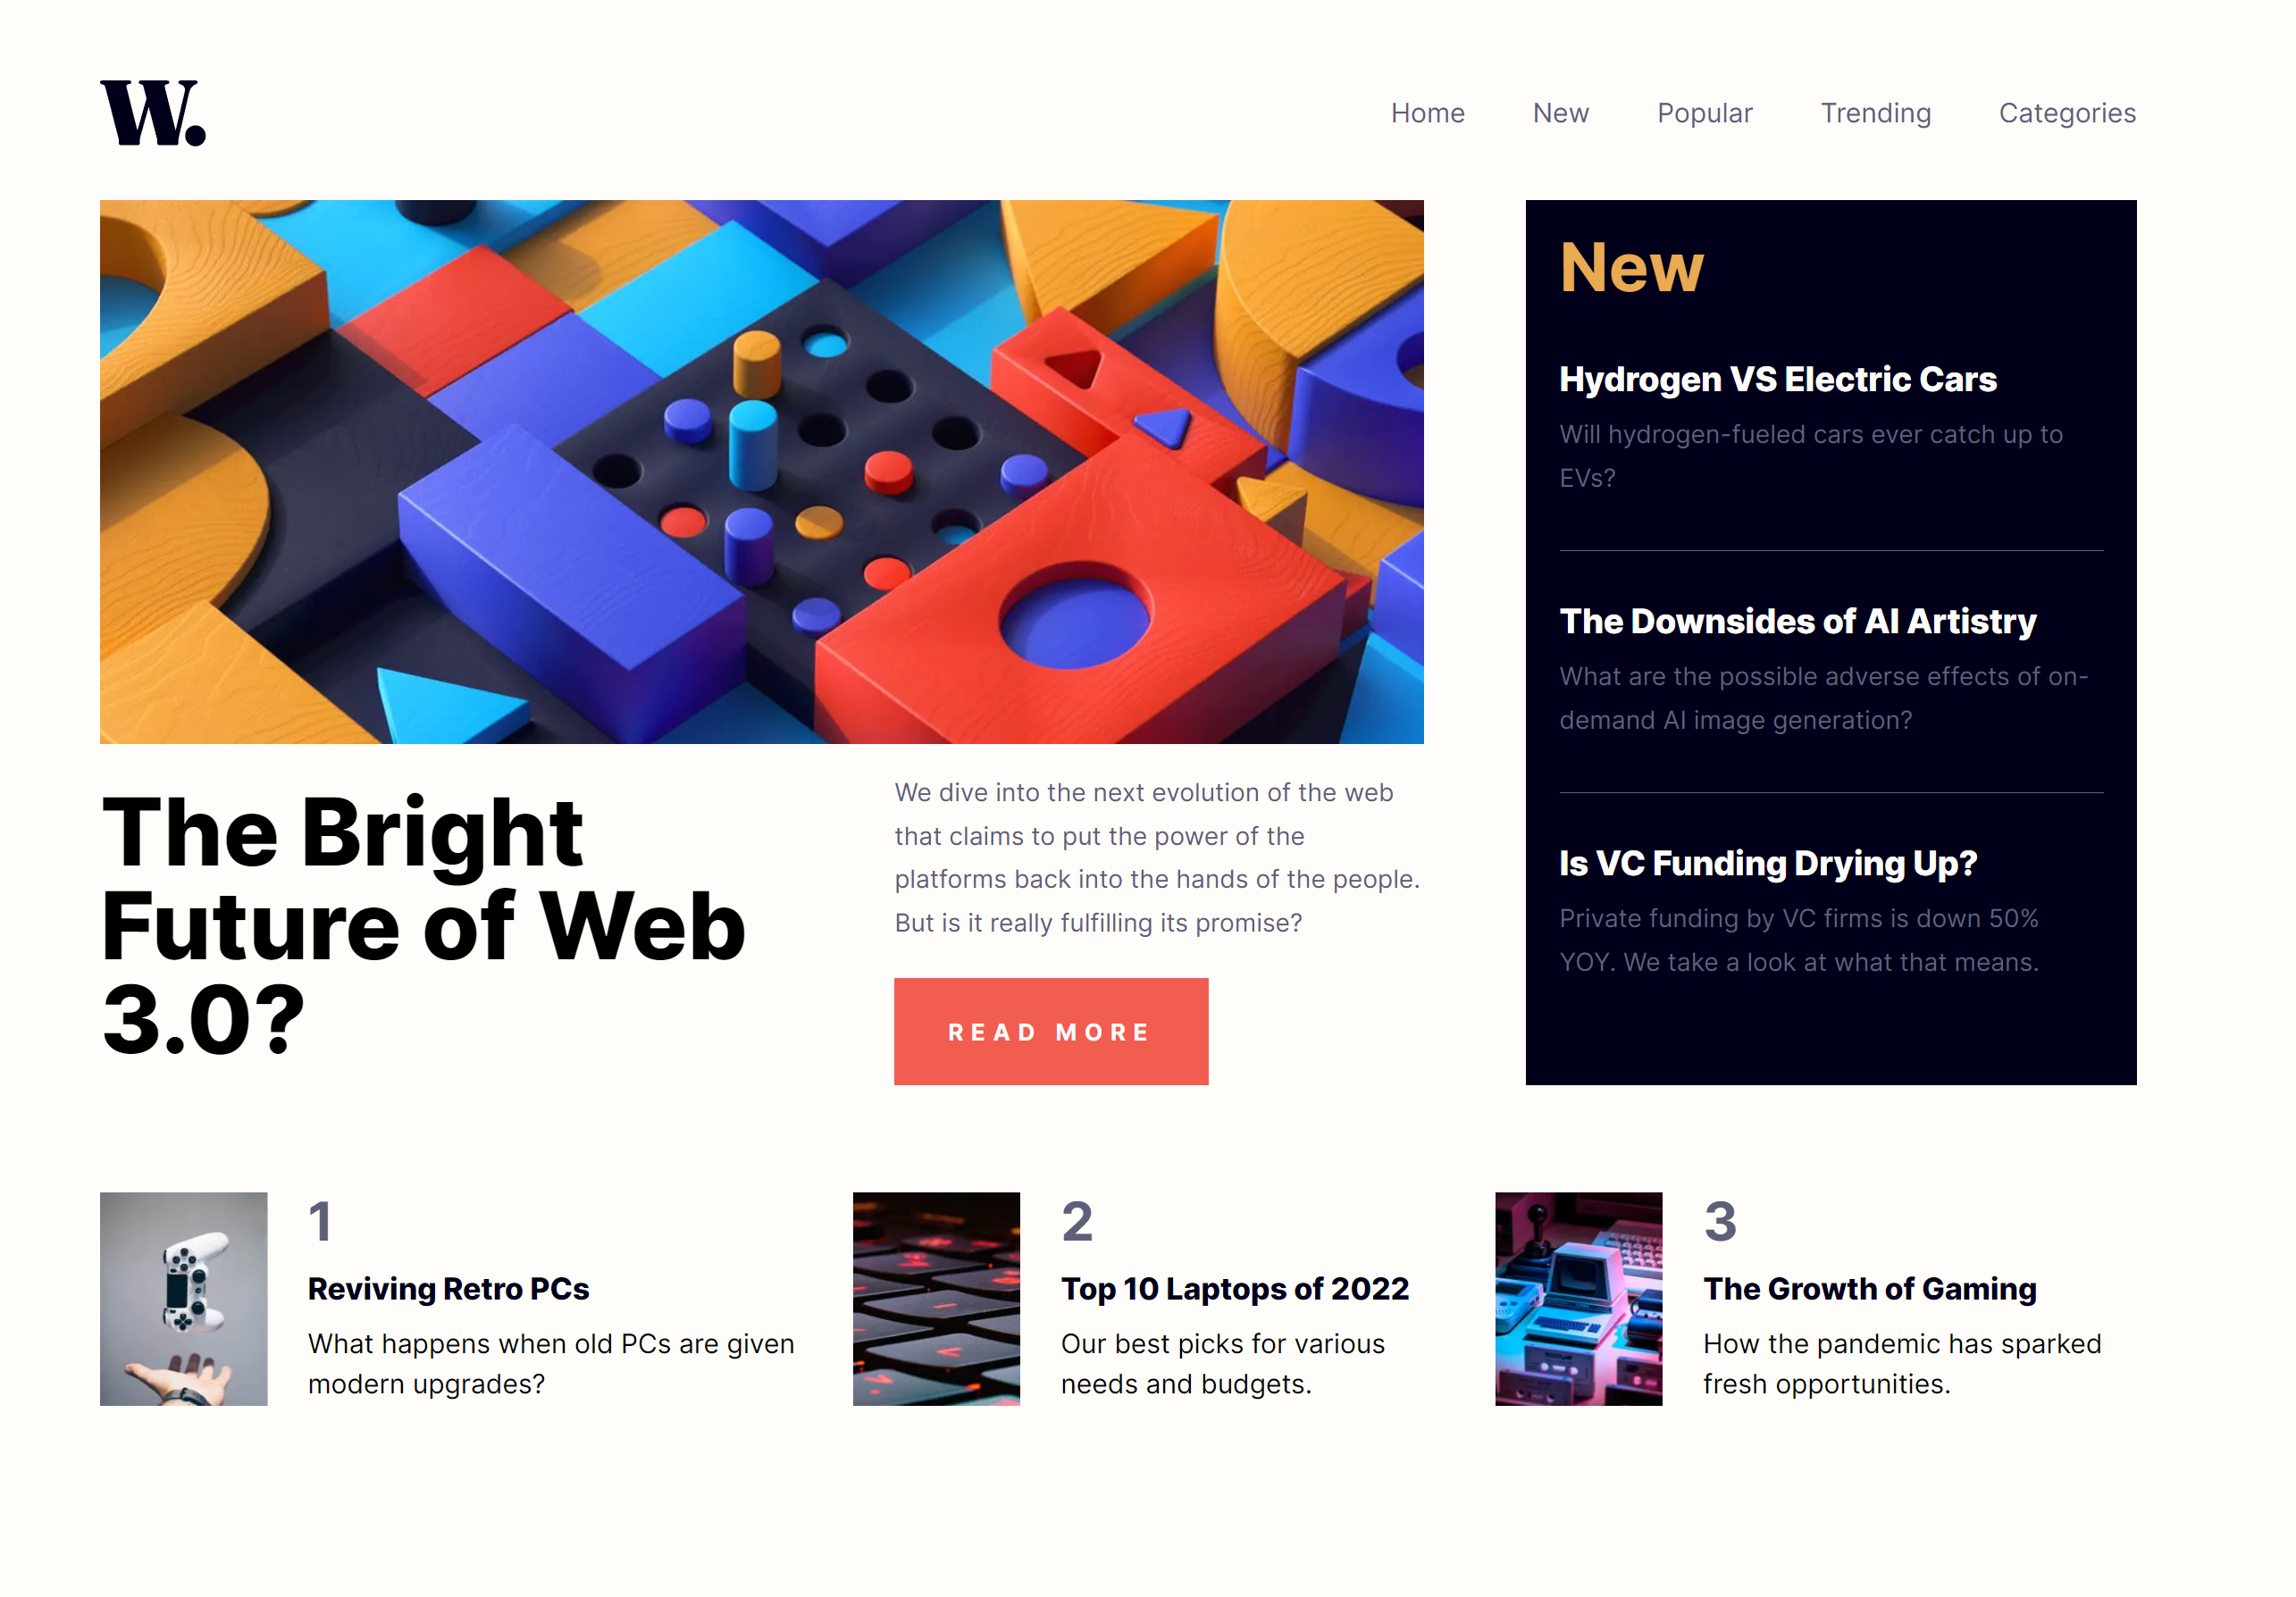 W.
Home New Popular Trending Categories
The Bright
Future of Web
3.0?
We dive into the next evolution of the web
that claims to put the power of the
platforms back into the hands of the people.
But is it really fulfilling its promise?
READ MORE
New
Hydrogen VS Electric Cars
Will hydrogen-fueled cars ever catch up to
EVs?
The Downsides of AI Artistry
What are the possible adverse effects of on-
demand AI image generation?
Is VC Funding Drying Up?
Private funding by VC firms is down 50%
YOY. We take a look at what that means.
1
Reviving Retro PCs
What happens when old PCs are given
modern upgrades?
2
Top 10 Laptops of 2022
Our best picks for various
needs and budgets.
3
The Growth of Gaming
How the pandemic has sparked
fresh opportunities.